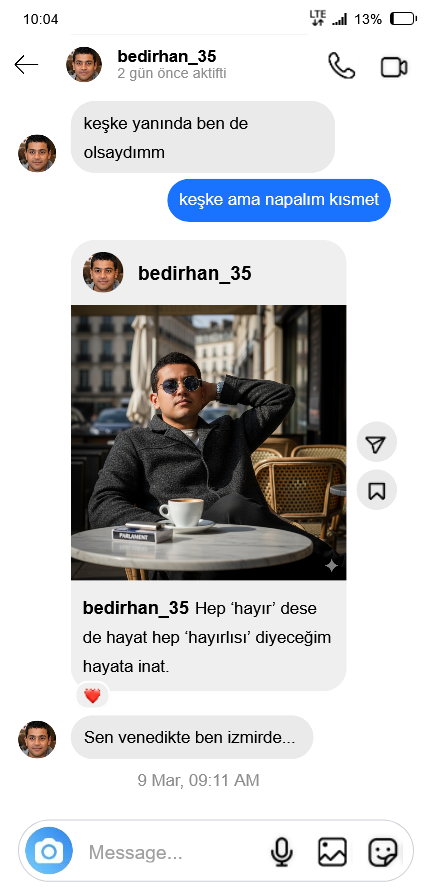 10:04
LTE
13%
bedirhan_35
2 gün önce aktifti
keşke yanında ben de
olsaydımm
keşke ama napalım kısmet
bedirhan_35
PARLAMENT
bedirhan_35 Hep ‘hayır’ dese
de hayat hep ‘hayırlısı’ diyeceğim
hayata inat.
Sen venedikte ben izmirde...
9 Mar, 09:11 AM
Message...